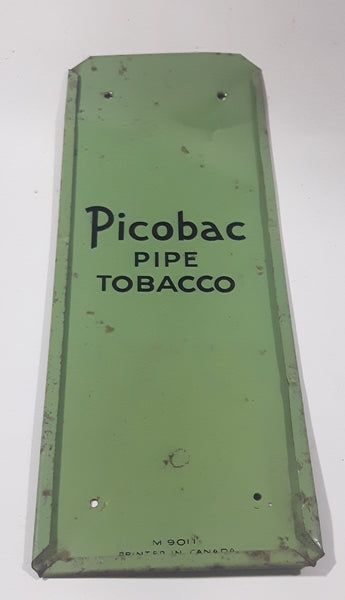 Picobac
PIPE
TOBACCO
M 9011
PRINTED IN CANADA